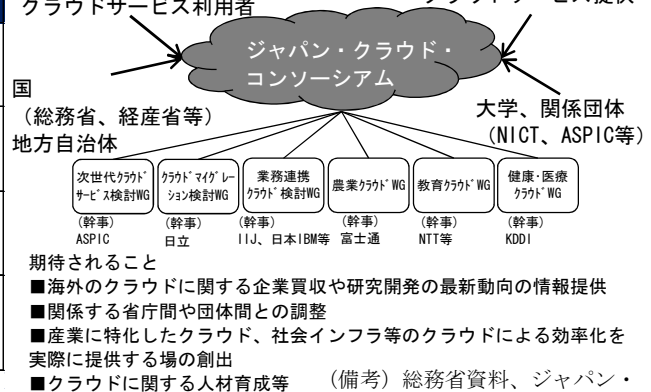 クラウドサービス利用者
クラウドサービス提供
ジャパン・クラウド・
コンソーシアム
国
(総務省、経産省等)
地方自治体
大学、関係団体
(NICT、ASPIC等)
次世代クラウド
サービス検討WG
クラウドマイグレー
ション検討WG
業務連携
クラウド検討WG
農業クラウドWG
教育クラウドWG
健康・医療
クラウドWG
(幹事)
ASPIC
(幹事)
日立
(幹事)
IIJ、日本IBM等
(幹事)
富士通
(幹事)
NTT等
(幹事)
KDDI
期待されること
■海外のクラウドに関する企業買収や研究開発の最新動向の情報提供
■関係する省庁間や団体間との調整
■産業に特化したクラウド、社会インフラ等のクラウドによる効率化を
実際に提供する場の創出
■クラウドに関する人材育成等
(備考)総務省資料、ジャパン・